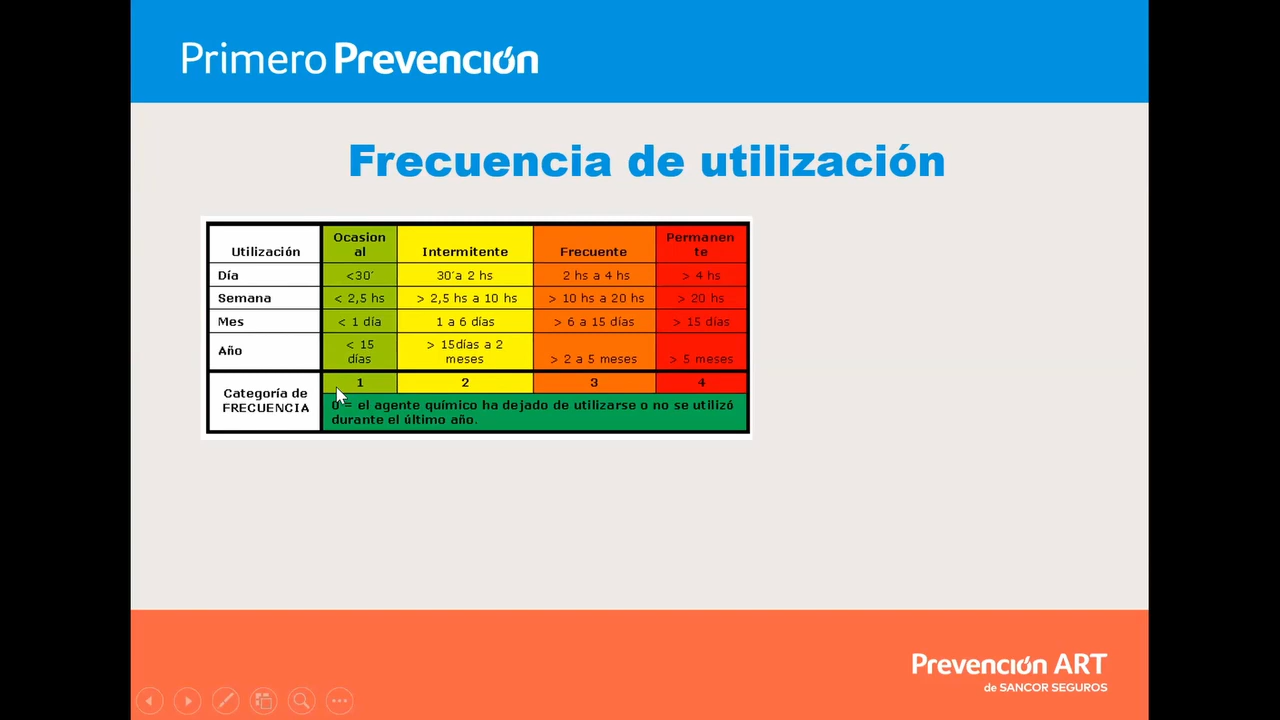 Primero Prevención
Frecuencia de utilización
Utilización Ocasion
al Intermitente Frecuente Permanen
te
Día <30´ 30´a 2 hs 2 hs a 4 hs > 4 hs
Semana < 2,5 hs > 2,5 hs a 10 hs > 10 hs a 20 hs > 20 hs
Mes < 1 día 1 a 6 días > 6 a 15 días > 15 días
Año < 15
días > 15días a 2
meses > 2 a 5 meses > 5 meses
Categoría de
FRECUENCIA 1 2 3 4
0 = el agente químico ha dejado de utilizarse o no se utilizó
durante el último año.
Prevención ART
de SANCOR SEGUROS